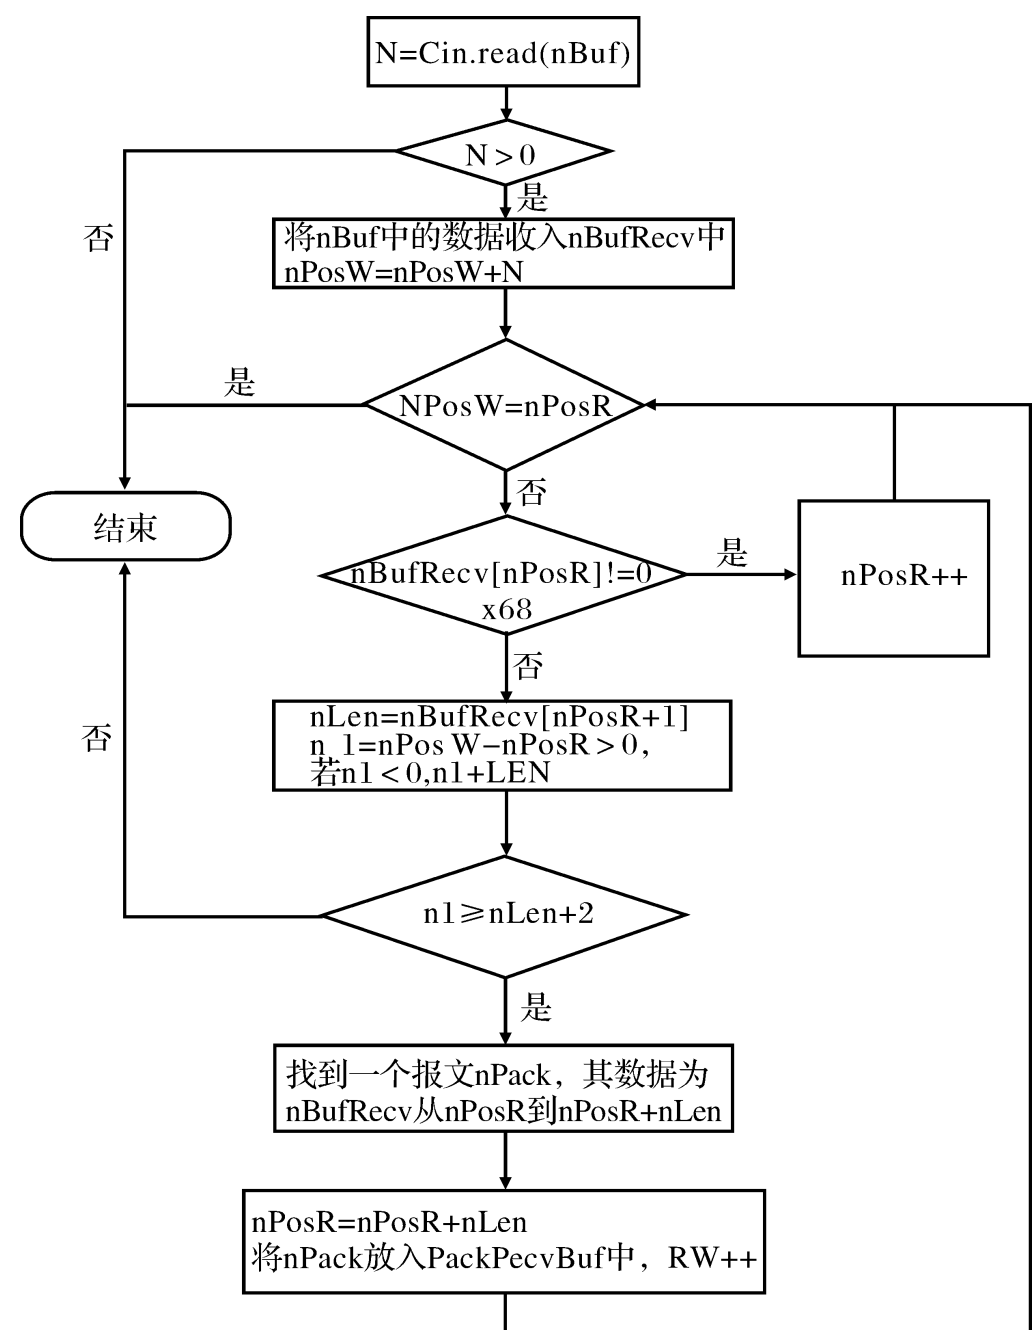 N=Cin.read(nBuf)
N>0
是
否
将nBuf中的数据收入nBufRecv中
nPosW=nPosW+N
是
NPosW=nPosR
否
结束
nBufRecv[nPosR]!=0
x68
是
nPosR++
否
nLen=nBufRecv[nPosR+1]
n 1=nPos W-nPosR>0,
若n1<0,n1+LEN
否
n1≥nLen+2
是
找到一个报文nPack，其数据为
nBufRecv从nPosR到nPosR+nLen
nPosR=nPosR+nLen
将nPack放入PackPecvBuf中，RW++